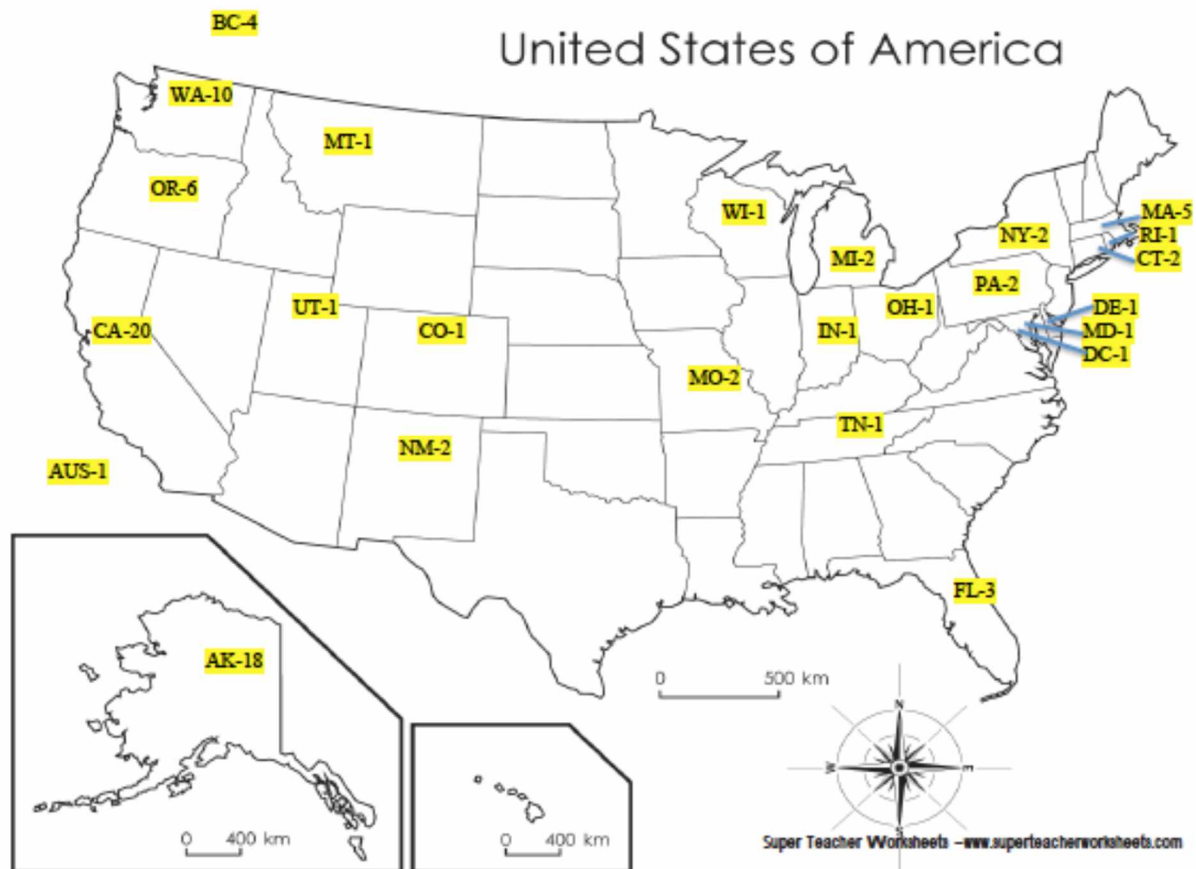 BC-4
United States of America
WA-10
MT-1
OR-6
WI-1
MA-5
NY-2
RI-1
CT-2
MI-2
PA-2
UT-1
OH-1
DE-1
CA-20
CO-1
IN-1
MD-1
DC-1
MO-2
TN-1
NM-2
AUS-1
FL-3
AK-18
0 500 km
N
W
E
S
0 400 km
0 400 km
Super Teacher Worksheets -www.superteacherworksheets.com